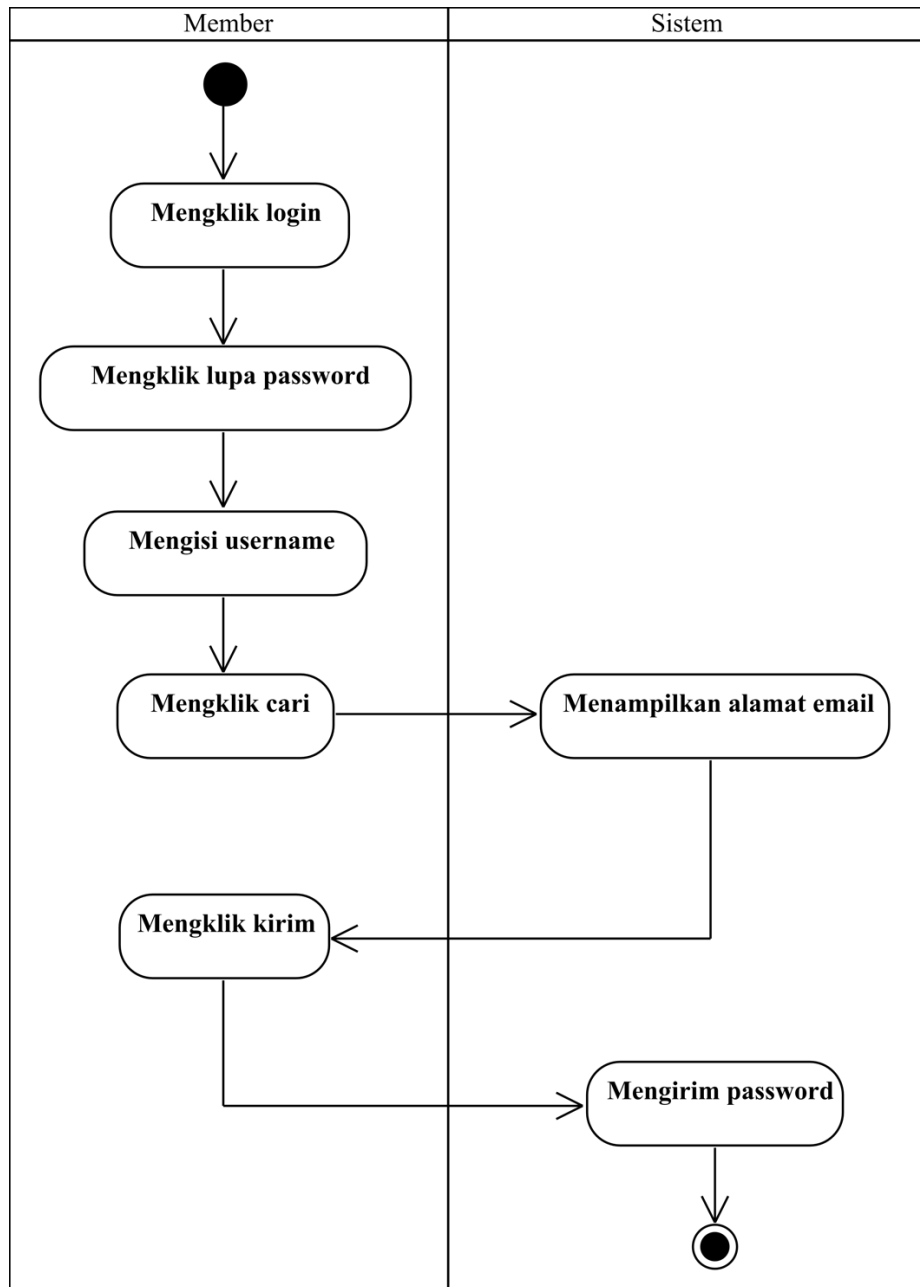 Member
Sistem
Mengklik login
Mengklik lupa password
Mengisi username
Mengklik cari
Menampilkan alamat email
Mengklik kirim
Mengirim password